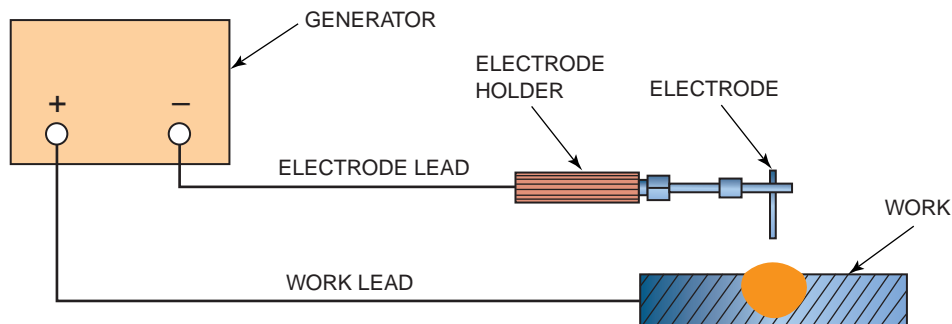 GENERATOR
ELECTRODE
HOLDER
ELECTRODE
+ −
ELECTRODE LEAD
WORK
WORK LEAD